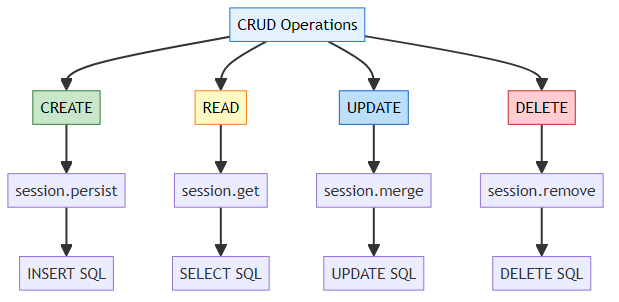 CRUD Operations
CREATE
READ
UPDATE
DELETE
session.persist
session.get
session.merge
session.remove
INSERT SQL
SELECT SQL
UPDATE SQL
DELETE SQL